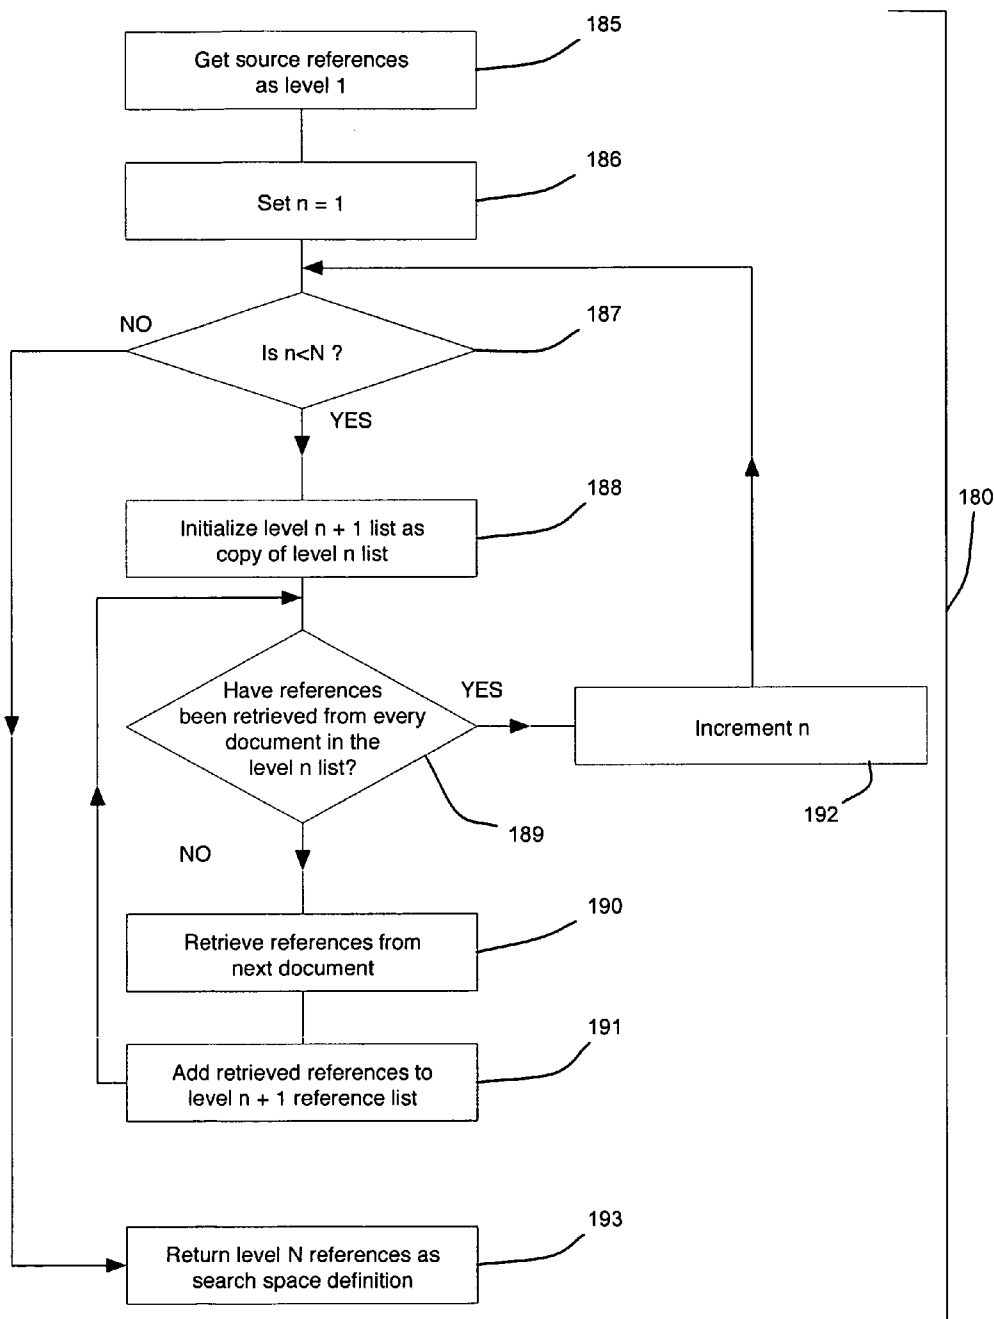 185
Get source references
as level 1
186
Set n = 1
NO
187
Is n<N ?
YES
188
180
Initialize level n + 1 list as
copy of level n list
Have references
been retrieved from every
document in the
level n list?
YES
Increment n
192
189
NO
190
Retrieve references from
next document
191
Add retrieved references to
level n + 1 reference list
193
Return level N references as
search space definition